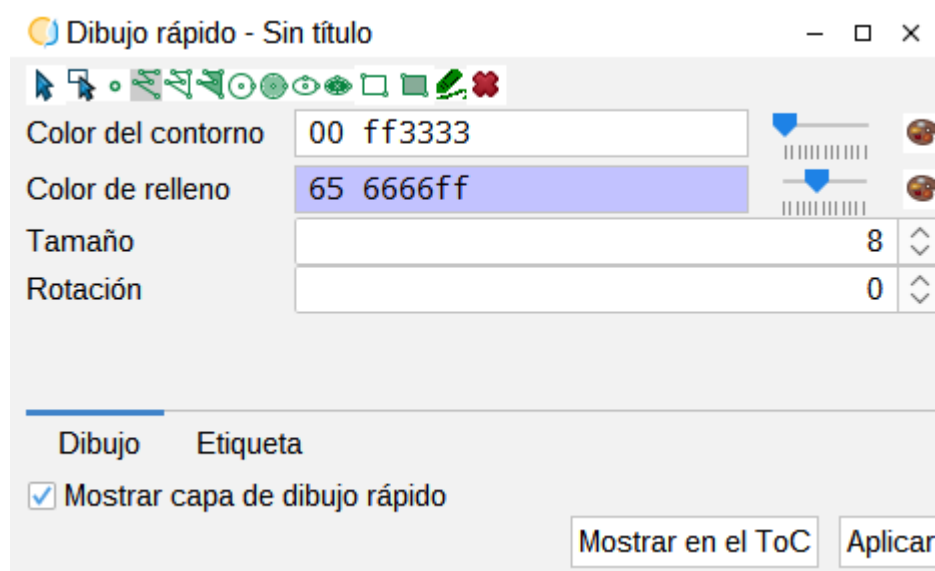 Dibujo rápido - Sin título
Color del contorno 00 ff3333
Color de relleno 65 6666ff
Tamaño 8
Rotación 0
Dibujo Etiqueta
Mostrar capa de dibujo rápido
Mostrar en el ToC Aplicar